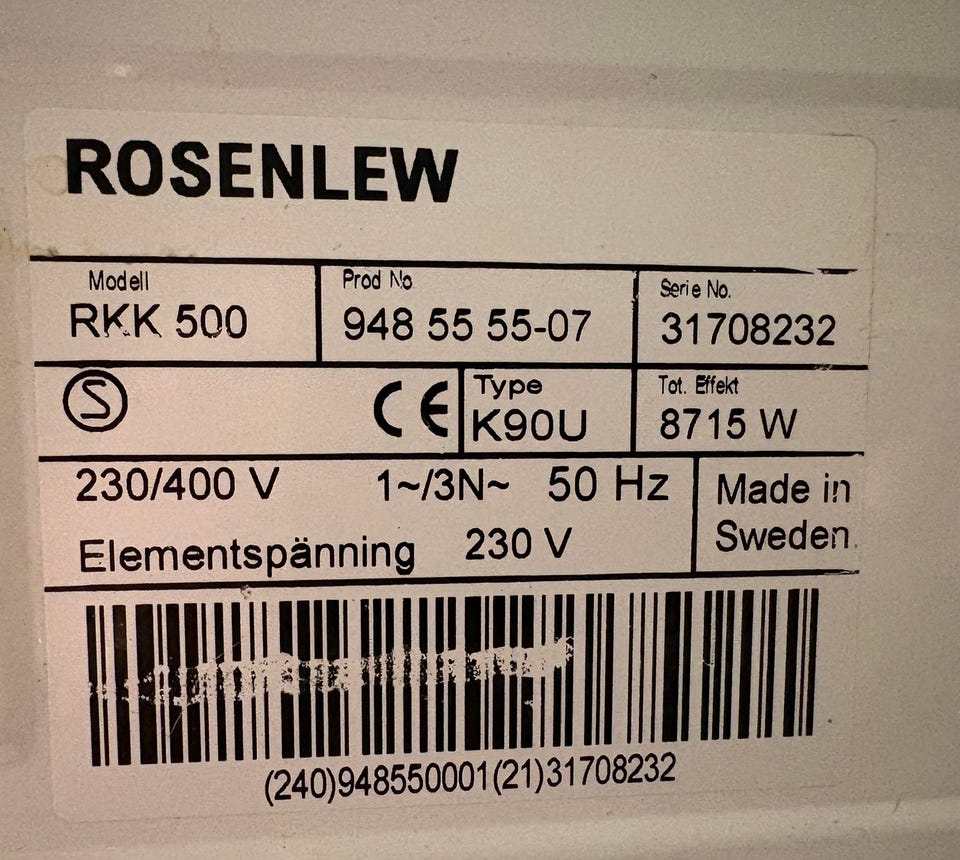 ROSENLEW
Modell
RKK 500
Prod No
948 55 55-07
Serie No.
31708232
S
CE
Type
K90U
Tot. Effekt
8715 W
230/400 V 1~/3N~ 50 Hz
Elementspänning 230 V
Made in
Sweden.
(240)948550001(21)31708232